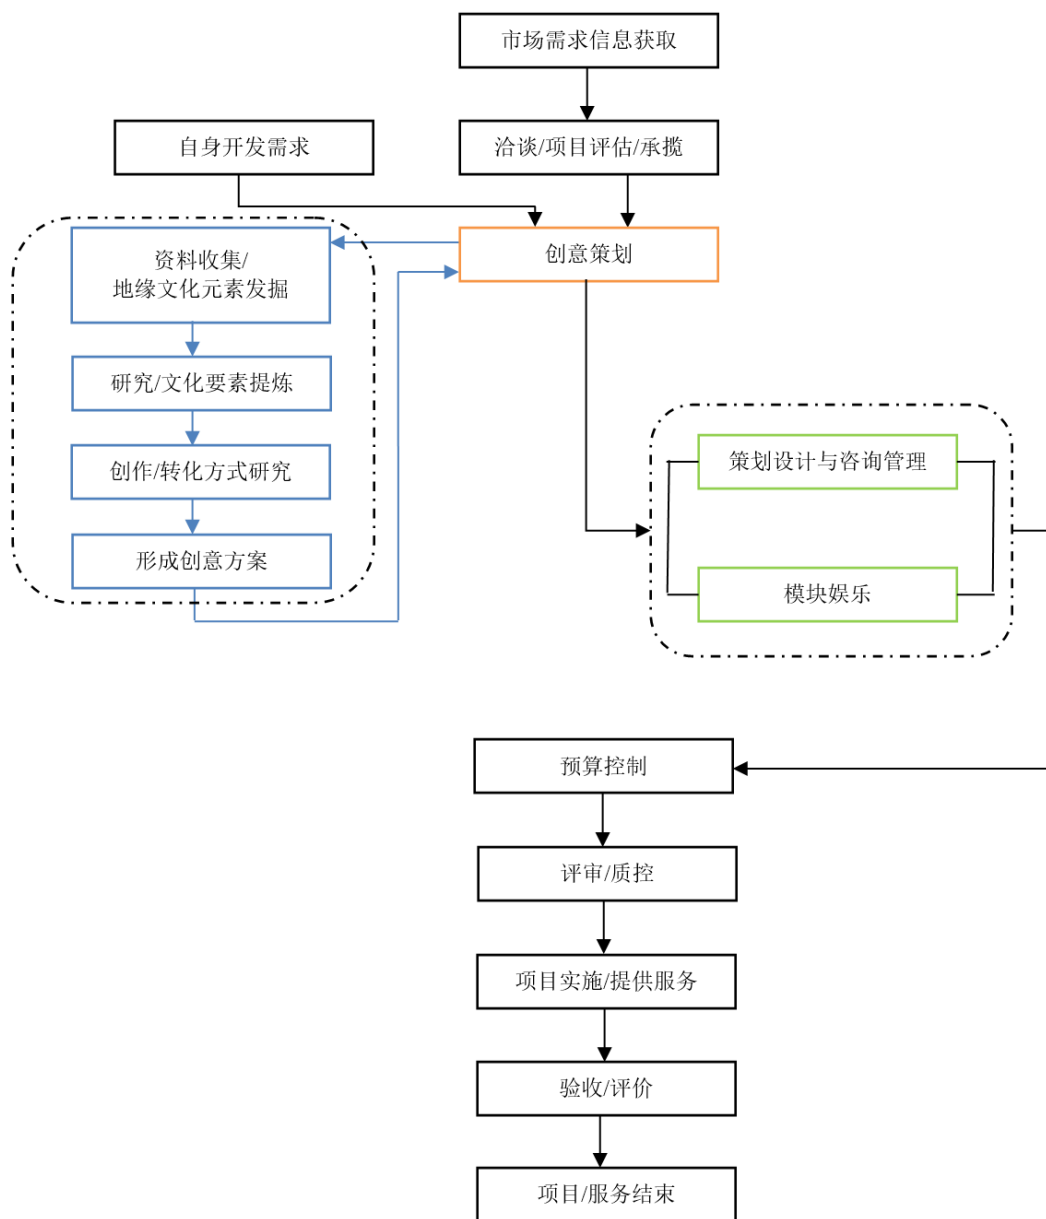 市场需求信息获取
自身开发需求
洽谈/项目评估/承揽
创意策划
资料收集/
地缘文化元素发掘
研究/文化要素提炼
创作/转化方式研究
形成创意方案
策划设计与咨询管理
模块娱乐
预算控制
评审/质控
项目实施/提供服务
验收/评价
项目/服务结束